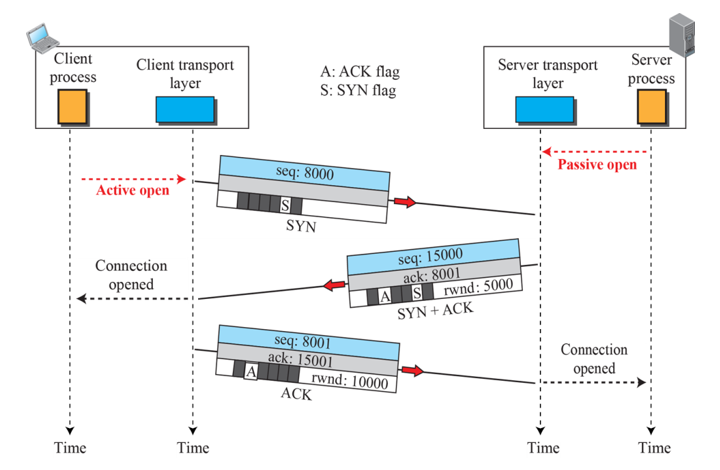 Client
process
Client transport
layer
A: ACK flag
S: SYN flag
Server transport
layer
Server
process
Active open
Passive open
seq: 8000
S
SYN
Connection
opened
seq: 15000
ack: 8001
A S rwnd: 5000
SYN + ACK
seq: 8001
ack: 15001
A rwnd: 10000
ACK
Connection
opened
Time
Time
Time
Time